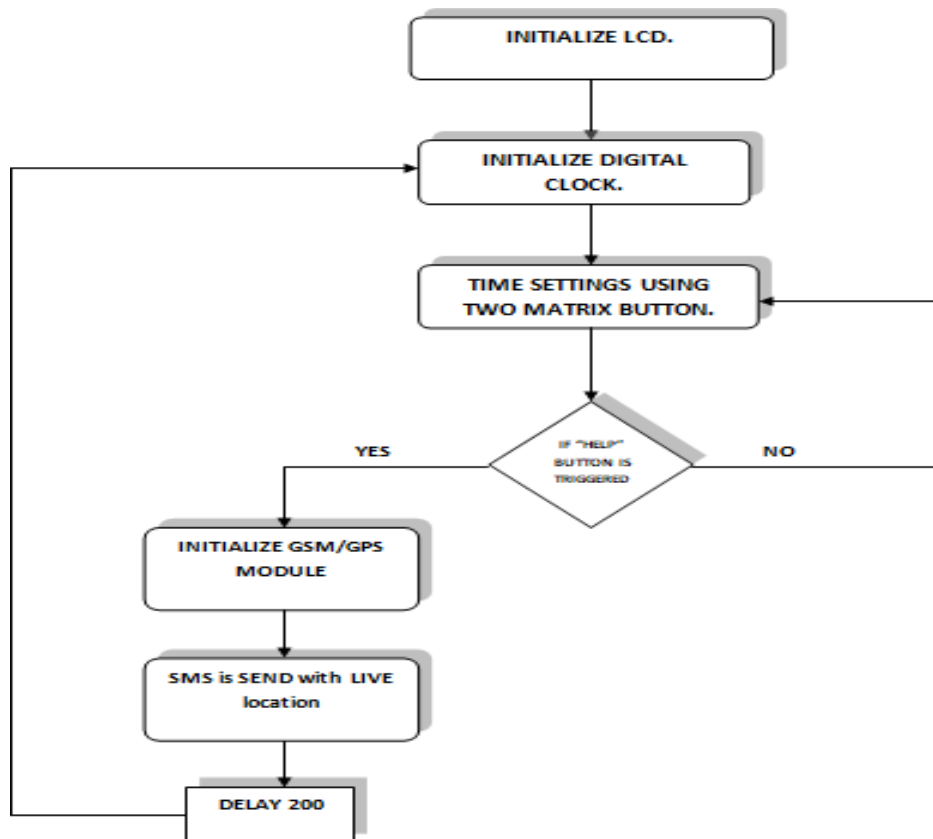 INITIALIZE LCD.
INITIALIZE DIGITAL
CLOCK.
TIME SETTINGS USING
TWO MATRIX BUTTON.
IF "HELP"
BUTTON IS
TRIGGERED
YES
NO
INITIALIZE GSM/GPS
MODULE
SMS is SEND with LIVE
location
DELAY 200